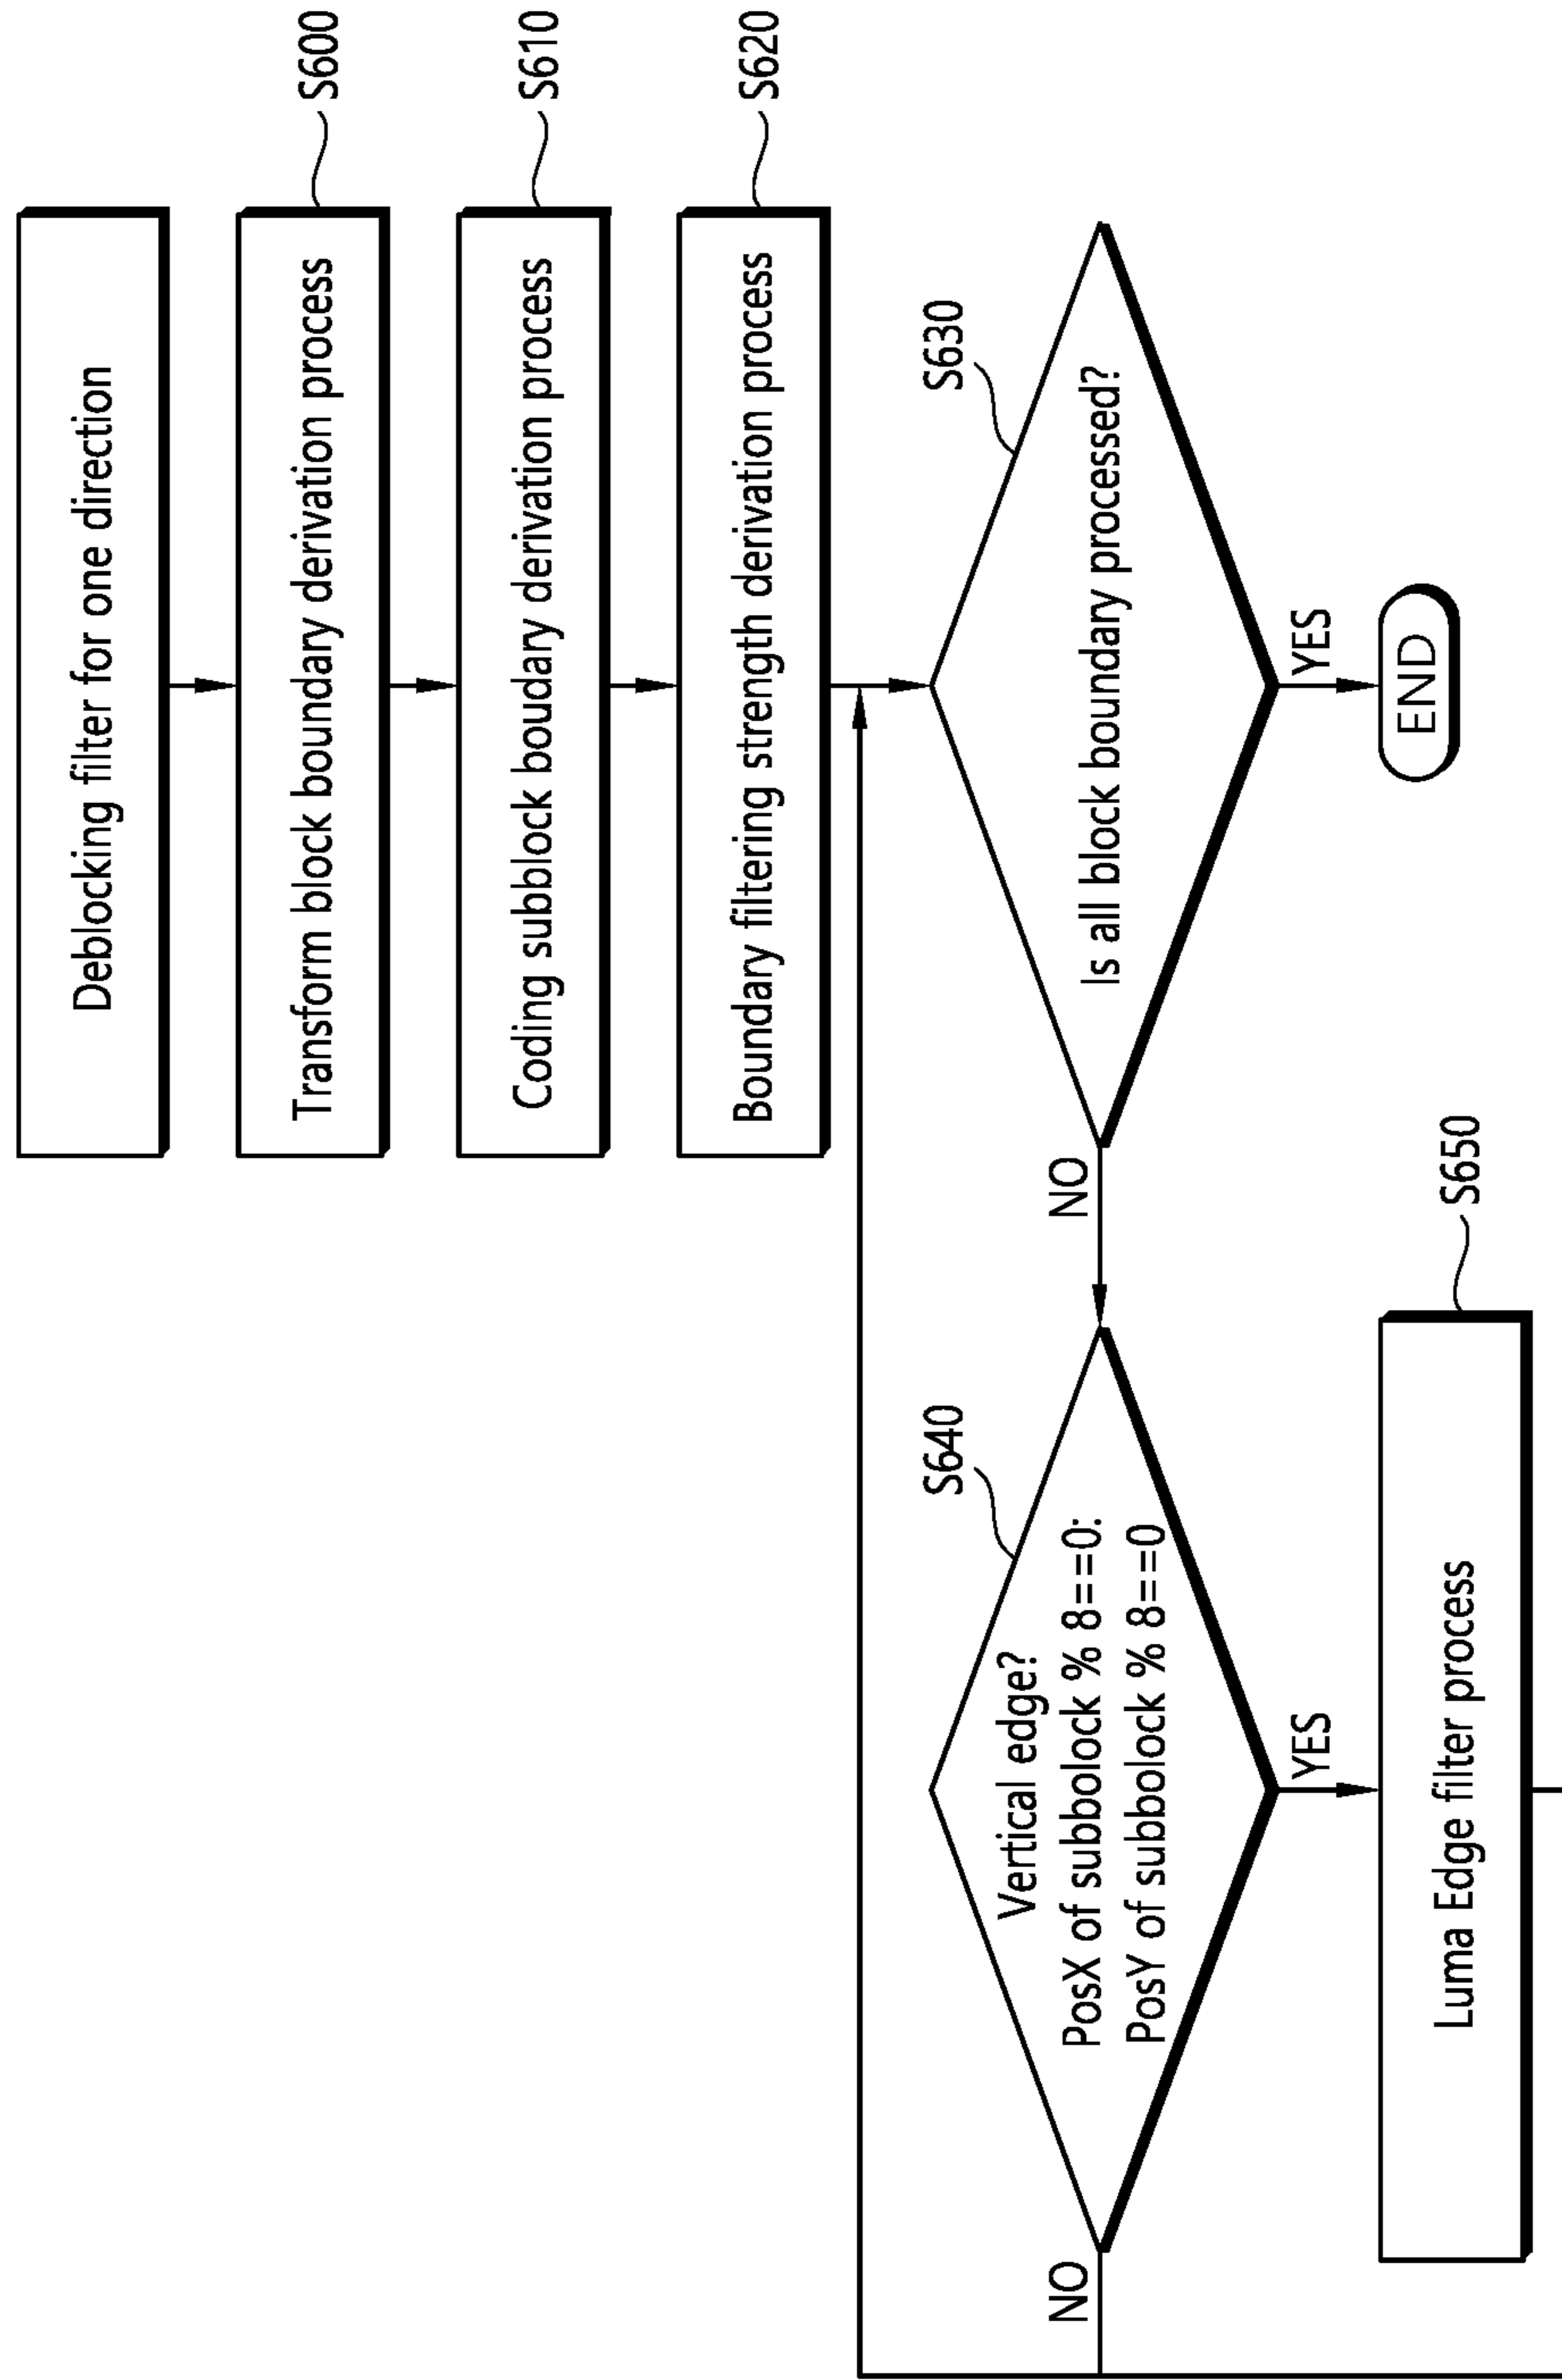 Deblocking filter for one direction
Transform block boundary derivation process
S600
Coding subblock boudary derivation process
S610
Boundary filtering strength derivation process
S620
Is all block boundary processed?
S630
NO
YES
END
Vertical edge?
PosX of subbolock % 8==0:
PosY of subbolock % 8==0
S640
NO
YES
Luma Edge filter process
S650